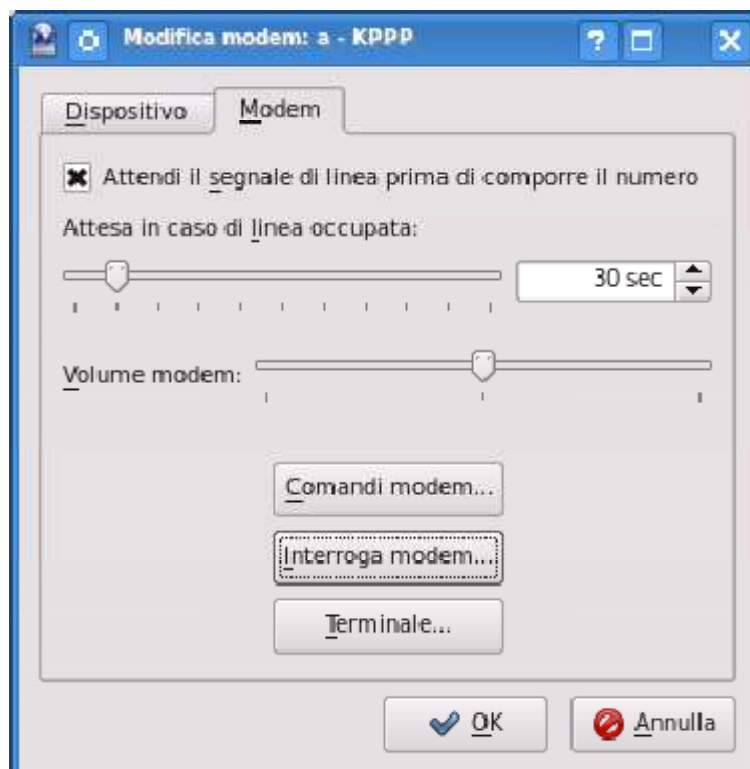 Modifica modem: a - KPPP
Dispositivo Modem
Attendi il segnale di linea prima di comporre il numero
Attesa in caso di linea occupata:
30 sec
Volume modem:
Comandi modem...
Interroga modem...
Terminale...
OK Annulla